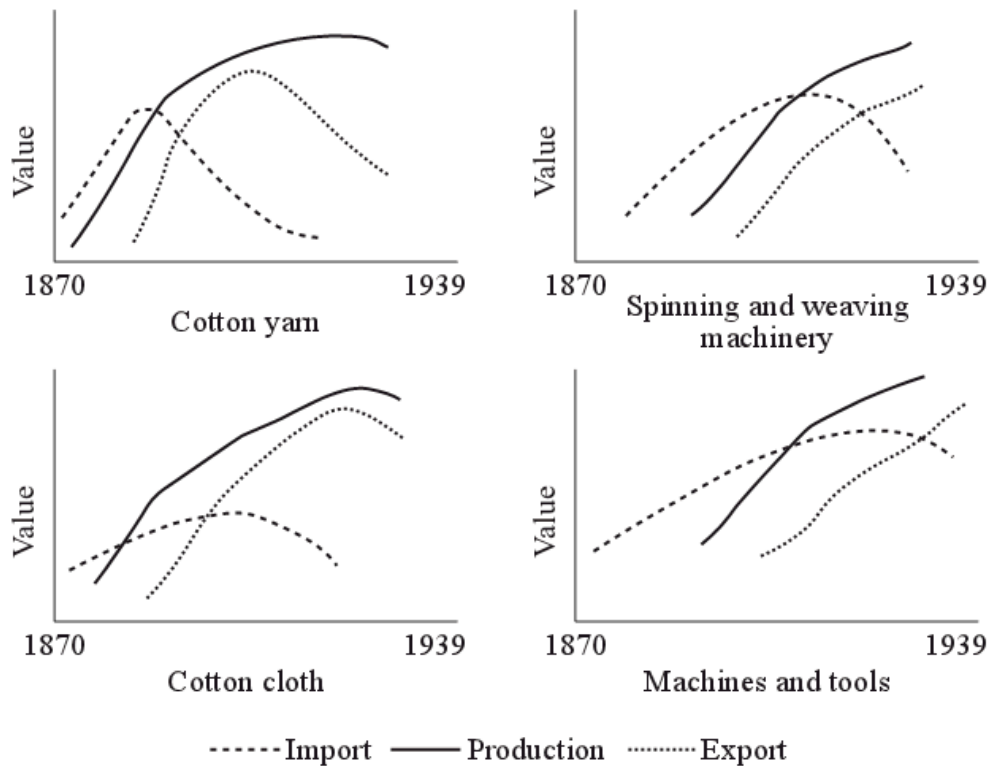 Value
1870 1939
Cotton yarn
Value
1870 1939
Spinning and weaving
machinery
Value
1870 1939
Cotton cloth
Value
1870 1939
Machines and tools
Import Production Export